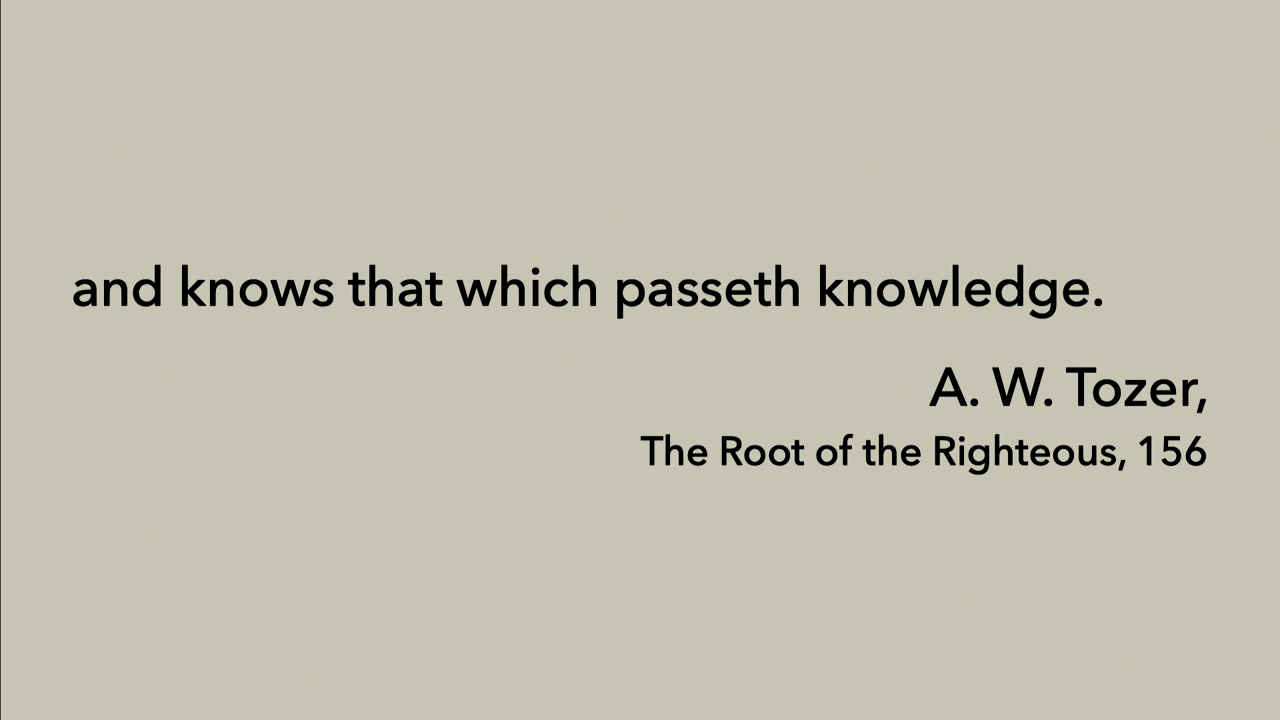 and knows that which passeth knowledge.
A. W. Tozer,
The Root of the Righteous, 156